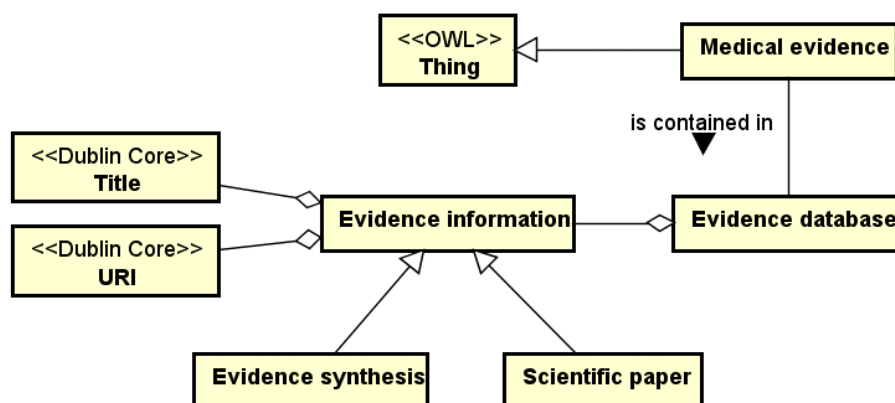 <<OWL>>
Thing
Medical evidence
is contained in
<<Dublin Core>>
Title
Evidence information
Evidence database
<<Dublin Core>>
URI
Evidence synthesis
Scientific paper